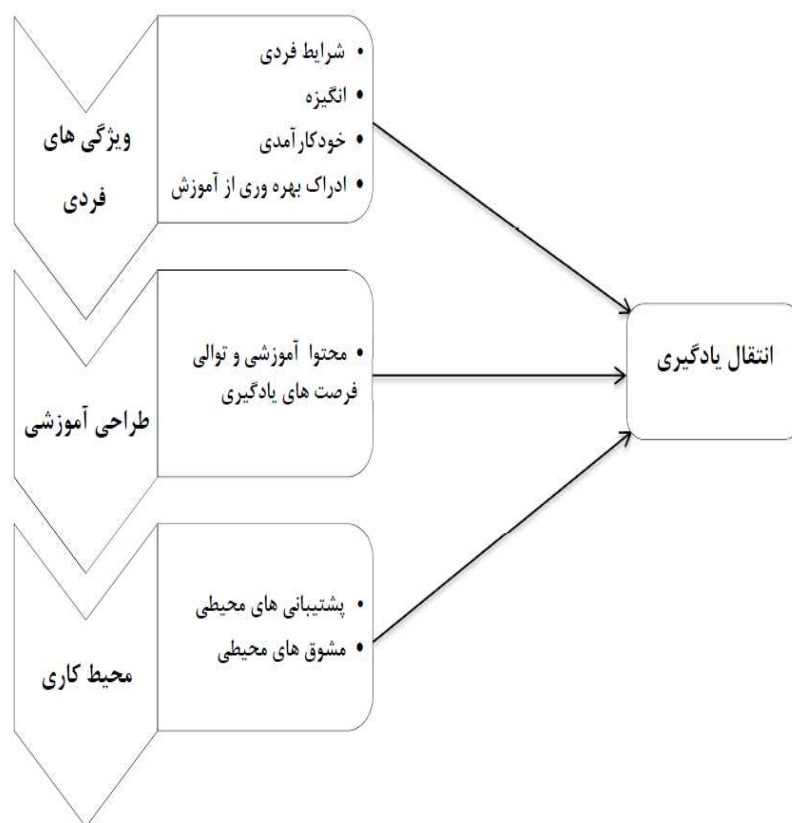 ویژگی های
فردی
• شرایط فردی
• انگیزه
• خودکارآمدی
• ادراک بهره وری از آموزش
طراحی آموزشی
• محتوا آموزشی و توالی
فرصت های یادگیری
محیط کاری
• پشتیبانی های محیطی
• مشوق های محیطی
انتقال یادگیری